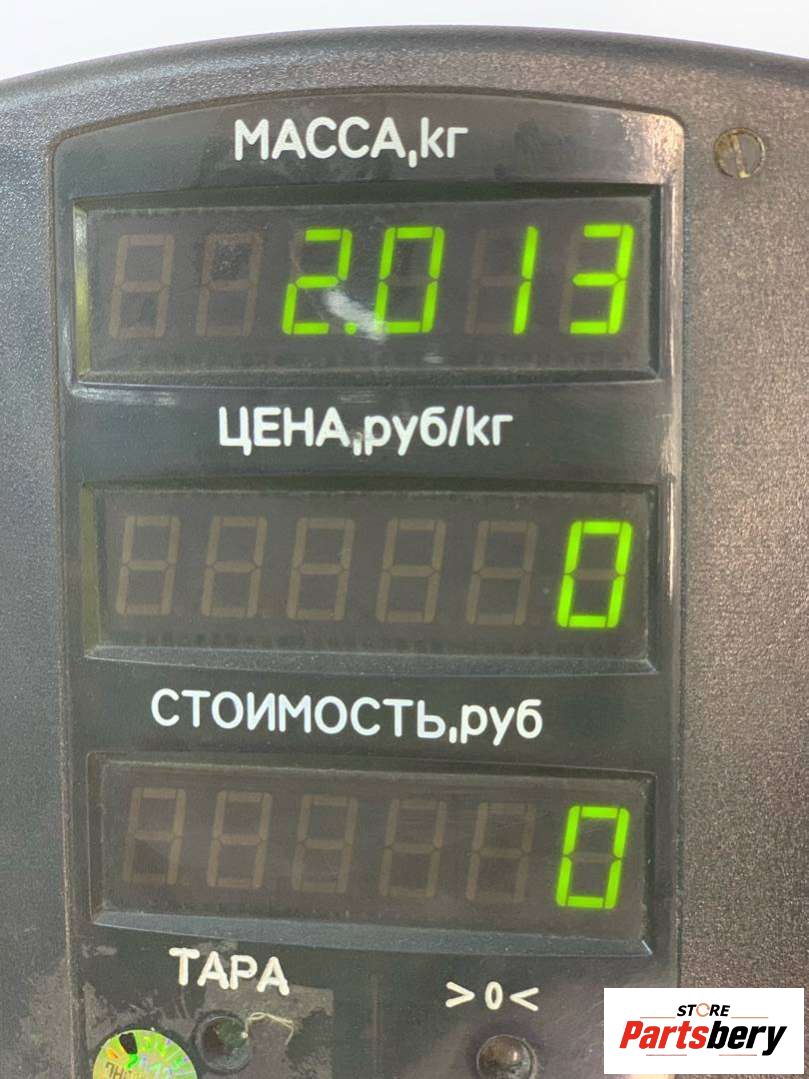 МАССА,кг
2.013
ЦЕНА,руб/кг
0
СТОИМОСТЬ,руб
0
ТАРА
>0<
STORE
Partsbery